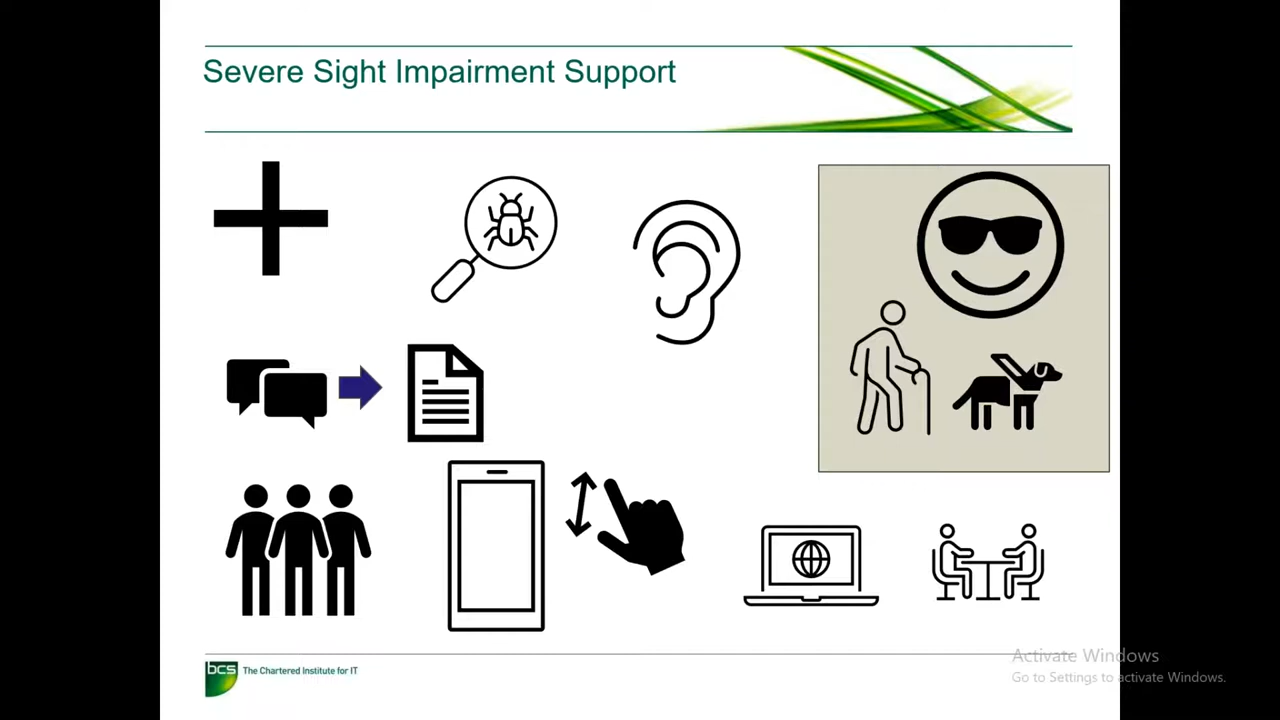 Severe Sight Impairment Support
bcs
The Chartered Institute for IT
Activate Windows
Go to Settings to activate Windows.